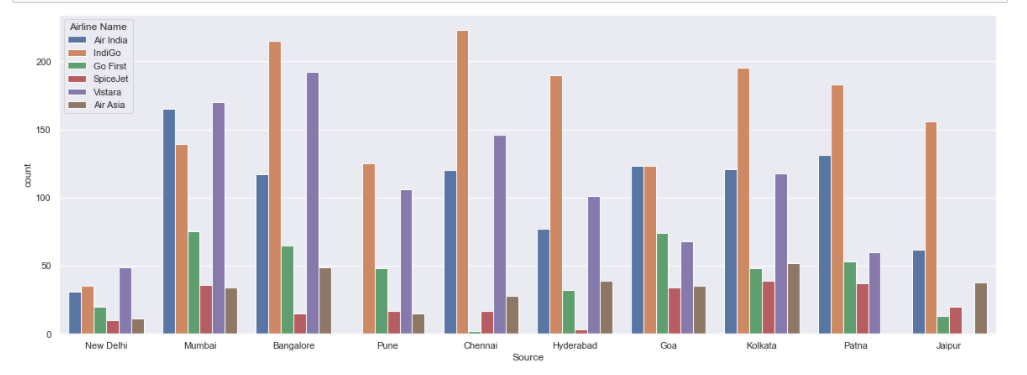 Airline Name
Air India
IndiGo
Go First
SpiceJet
Vistara
Air Asia
count
200
150
100
50
0
New Delhi Mumbai Bangalore Pune Chennai Hyderabad Goa Kolkata Patna Jaipur
Source